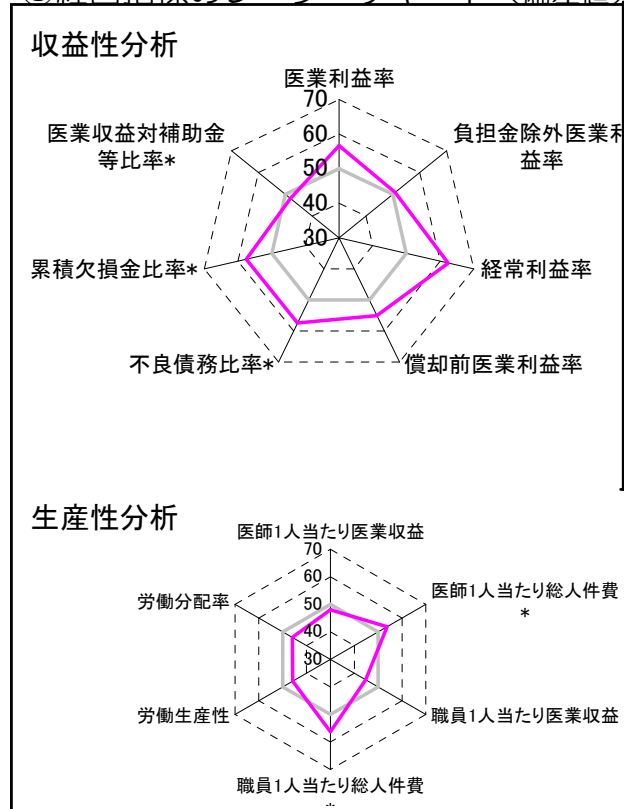 収益性分析
医業利益率
70
60
50
40
30
負担金除外医業利
益率
経常利益率
償却前医業利益率
不良債務比率*
累積欠損金比率*
医業収益対補助金
等比率*
生産性分析
医師1人当たり医業収益
70
60
50
40
30
医師1人当たり総人件費
*
職員1人当たり医業収益
職員1人当たり総人件費
*
労働生産性
労働分配率